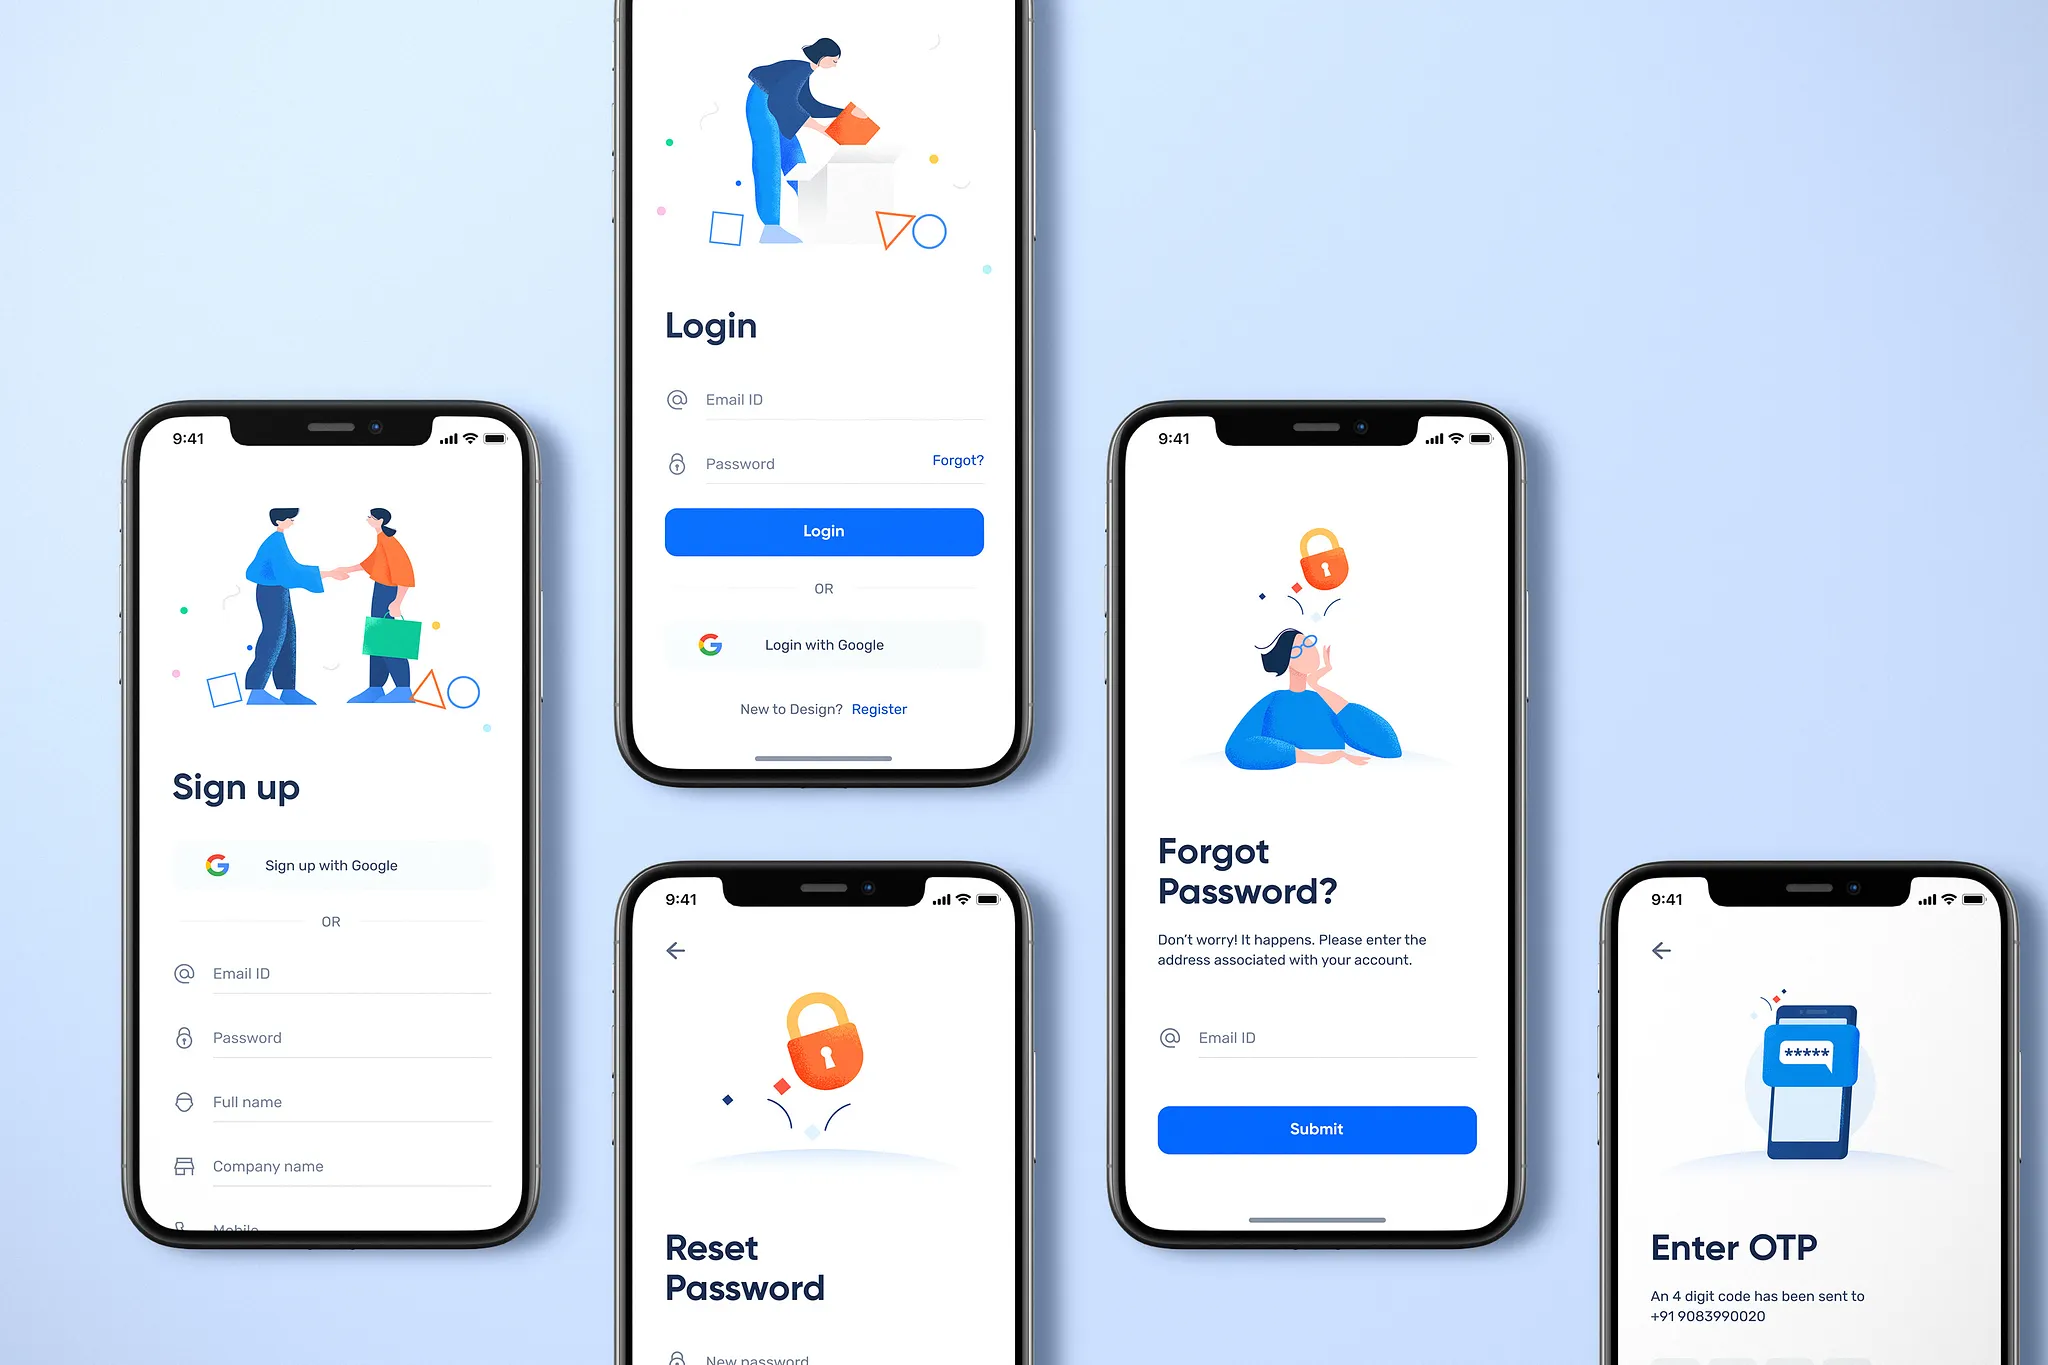 9:41
Sign up
Sign up with Google
OR
Email ID
Password
Full name
Company name
Mobile
Login
Email ID
Password
Forgot?
Login
OR
Login with Google
New to Design? Register
9:41
Reset
Password
New password
9:41
Forgot
Password?
Don't worry! It happens. Please enter the
address associated with your account.
Email ID
Submit
9:41
*****
Enter OTP
An 4 digit code has been sent to
+91 9083990020